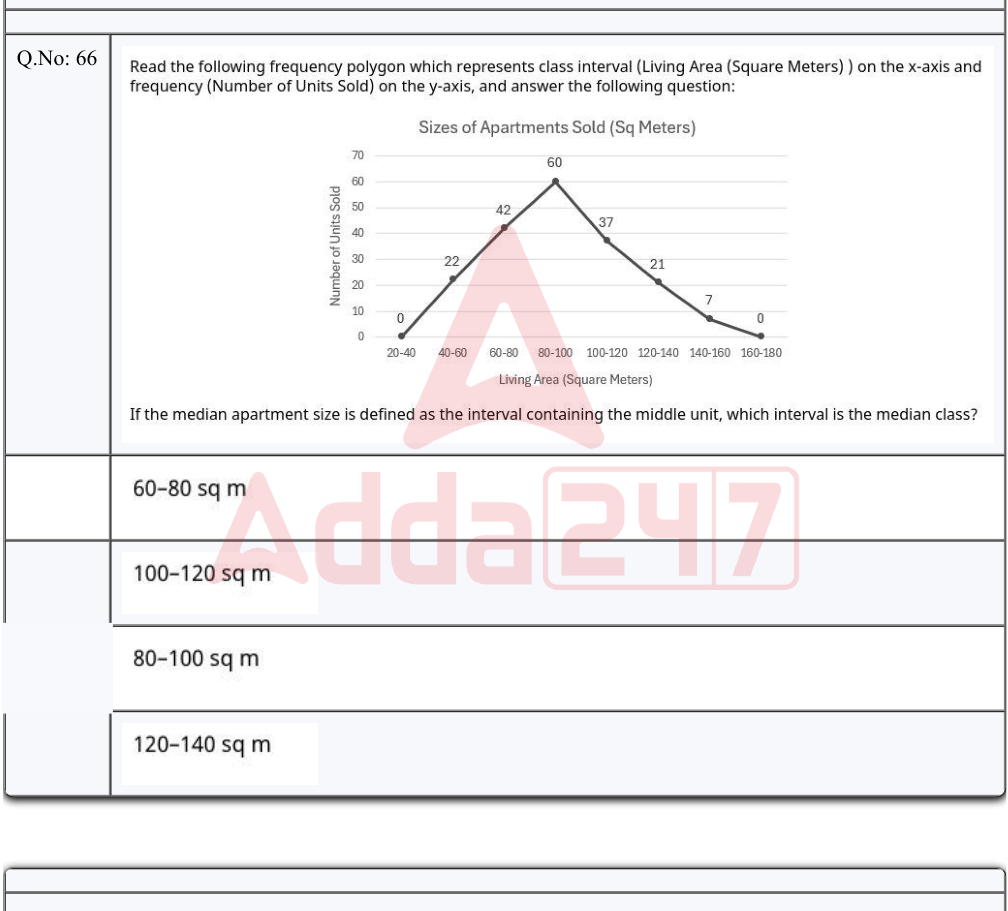 Q.No: 66
Read the following frequency polygon which represents class interval (Living Area (Square Meters) ) on the x-axis and
frequency (Number of Units Sold) on the y-axis, and answer the following question:
Sizes of Apartments Sold (Sq Meters)
Number of Units Sold
70
60
50
40
30
20
10
0
0
22
42
60
37
21
7
0
20-40 40-60 60-80 80-100 100-120 120-140 140-160 160-180
Living Area (Square Meters)
If the median apartment size is defined as the interval containing the middle unit, which interval is the median class?
60–80 sq m
Adda247
100–120 sq m
80–100 sq m
120–140 sq m